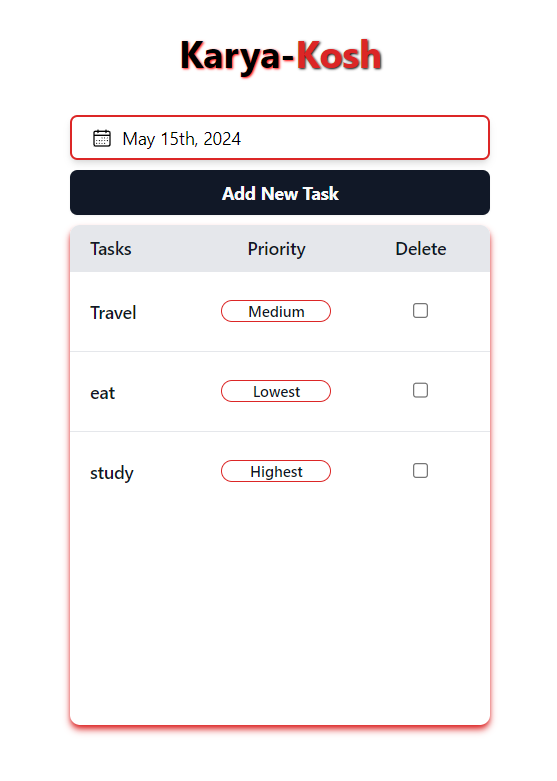 Karya-Kosh
May 15th, 2024
Add New Task
Tasks Priority Delete
Travel Medium
eat Lowest
study Highest